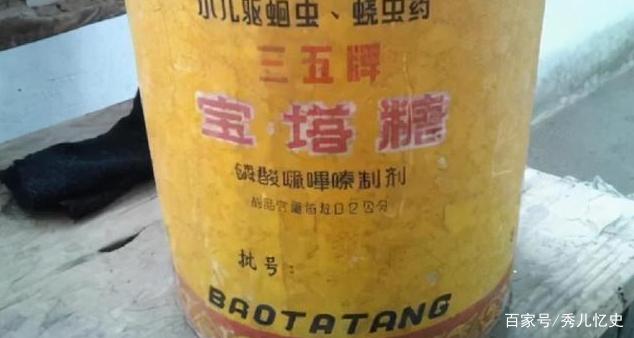 小儿驱蛔虫、蛲虫药
三五牌
宝塔糖
磷酸哌哔嗪制剂
批号:
BAOTATANG
百家号/秀儿忆史